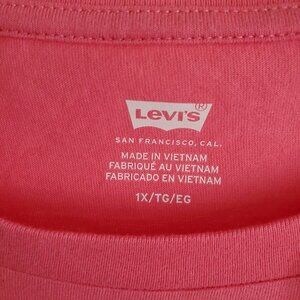 LEVI'S®
SAN FRANCISCO, CAL.
MADE IN VIETNAM
FABRIQUÉ AU VIETNAM
FABRICADO EN VIETNAM
1X/TG/EG